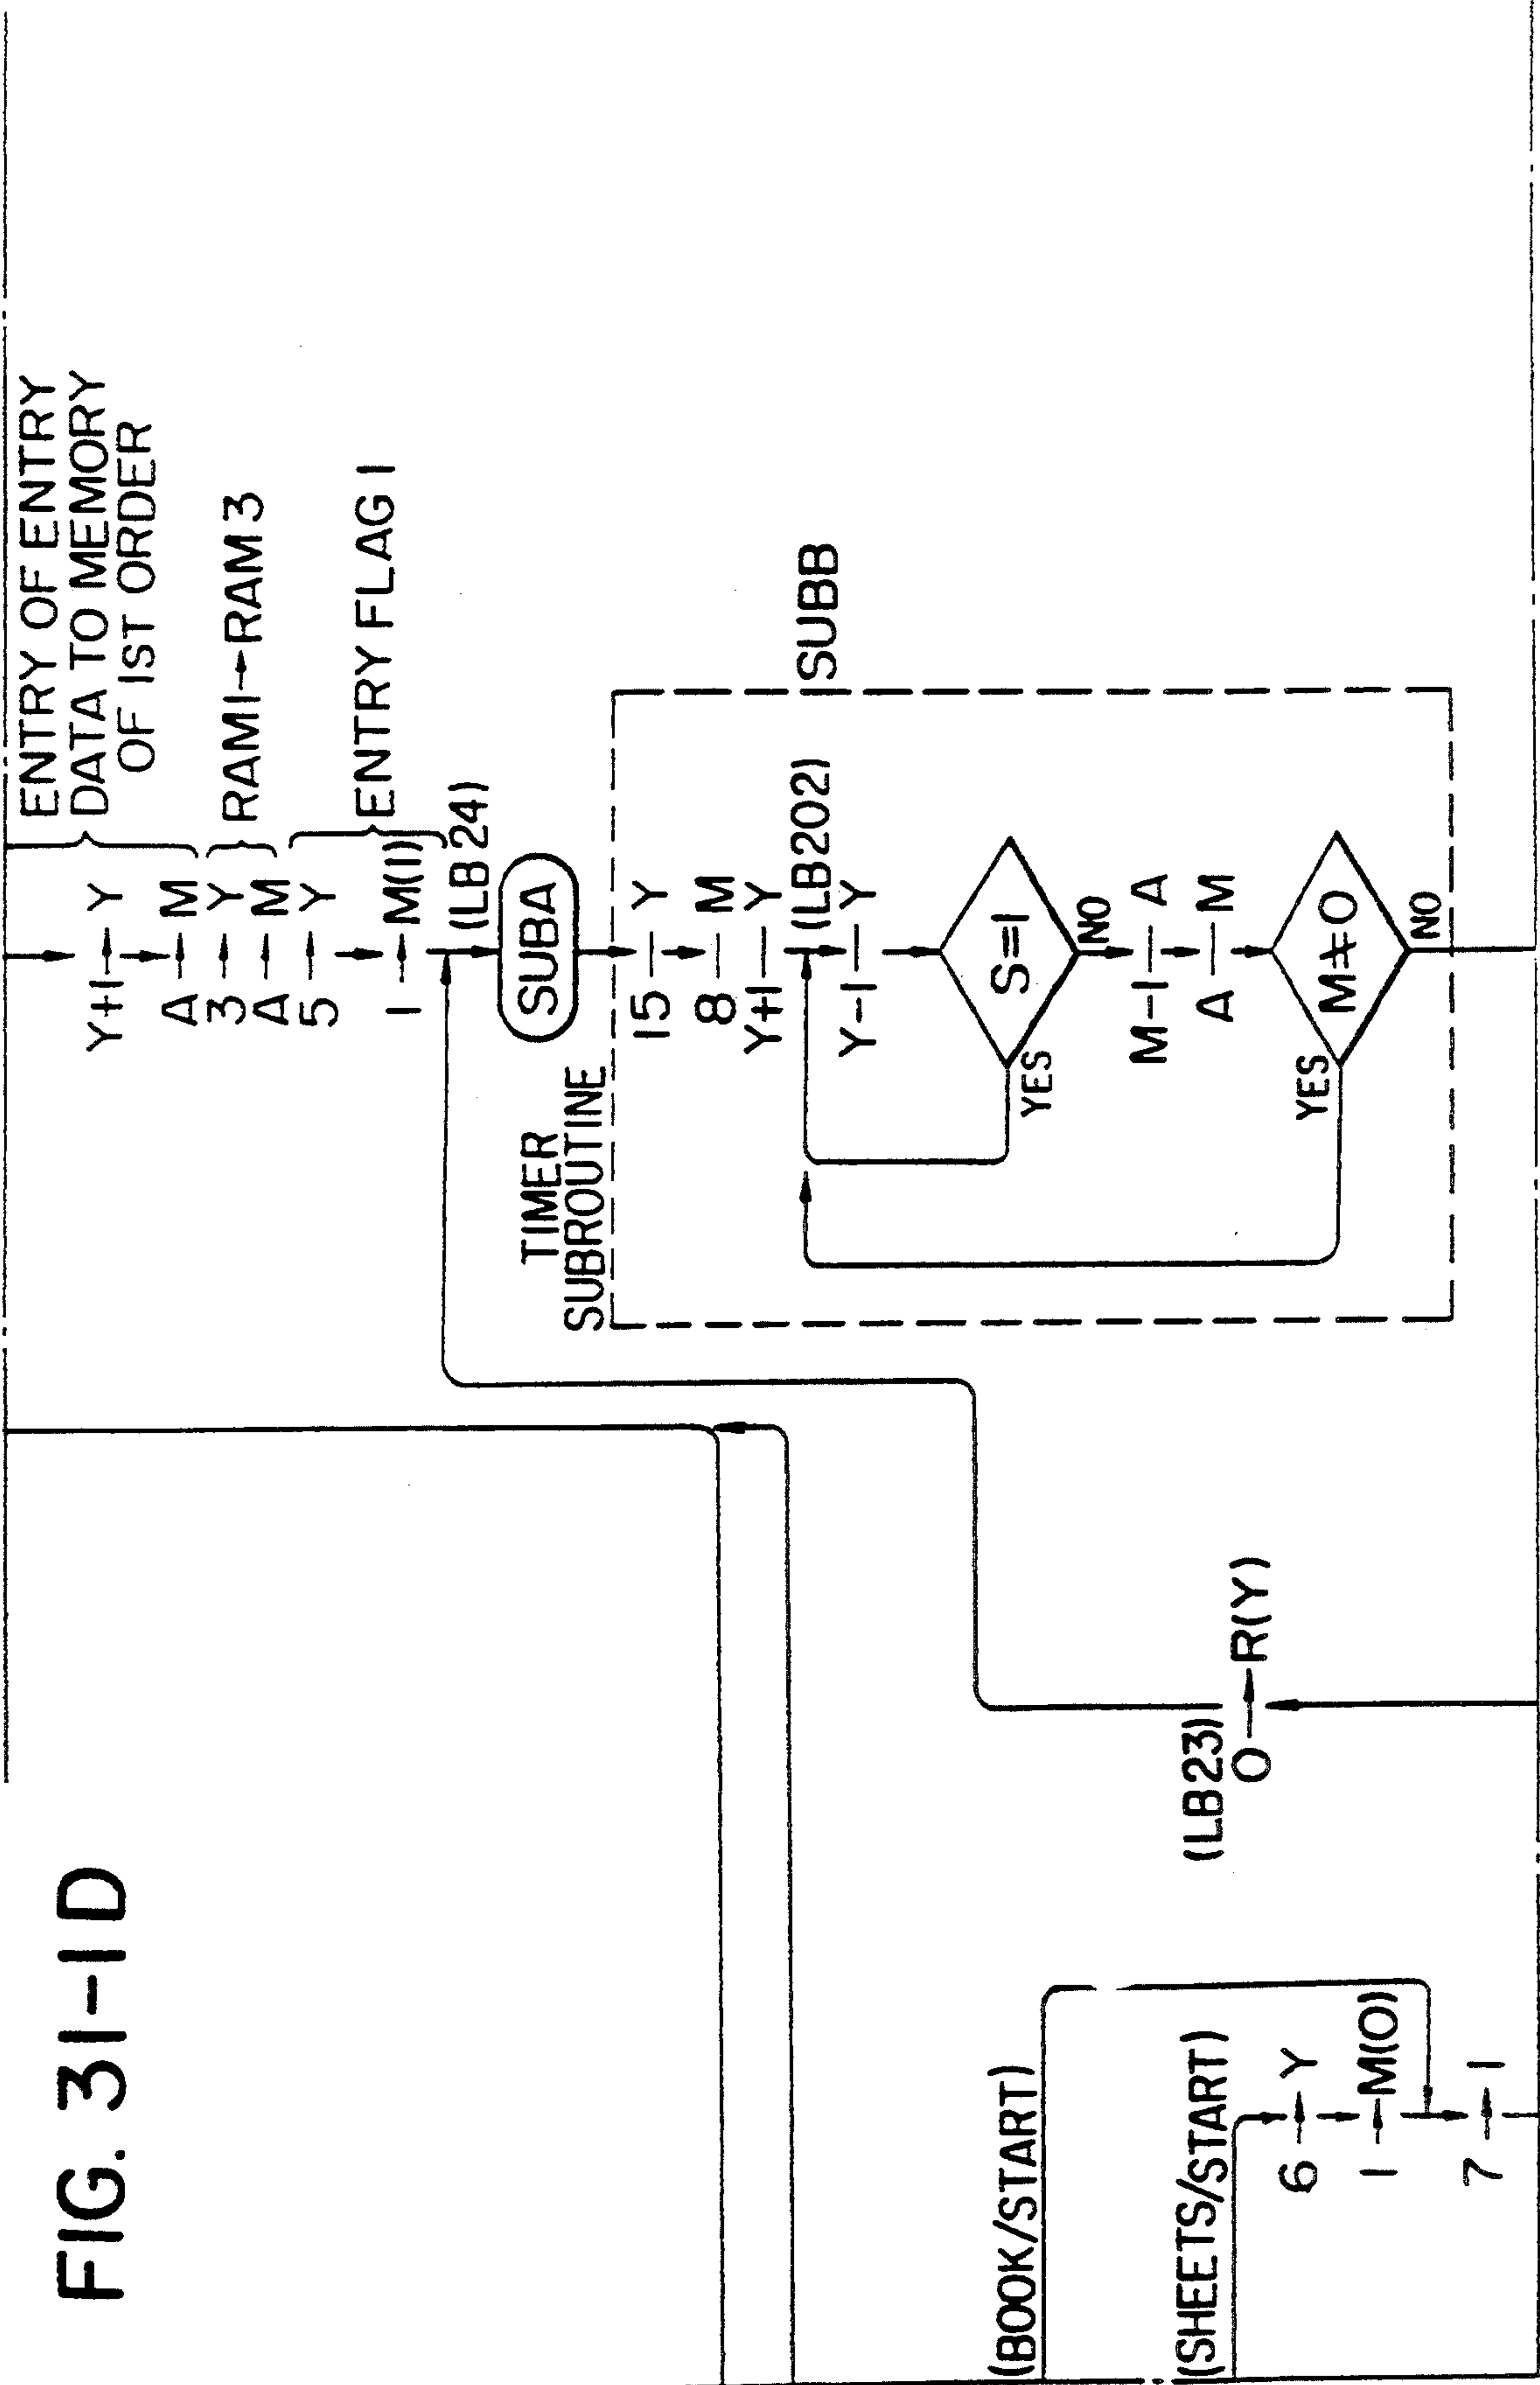 FIG. 31-1D
ENTRY OF ENTRY
DATA TO MEMORY
OF 1ST ORDER
Y+1→Y
A→M
3→Y
A→M
RAM1→RAM3
5→Y
1→M(1)
ENTRY FLAG 1
(LB24)
SUBA
TIMER
SUBROUTINE
SUBB
15—Y
8—M
Y+1—Y
(LB202)
Y-1—Y
S=1
YES
NO
M-1—A
A—M
M≠0
YES
NO
(LB23)
0→R(Y)
(BOOK/START)
(SHEETS/START)
6→Y
1→M(0)
7→1